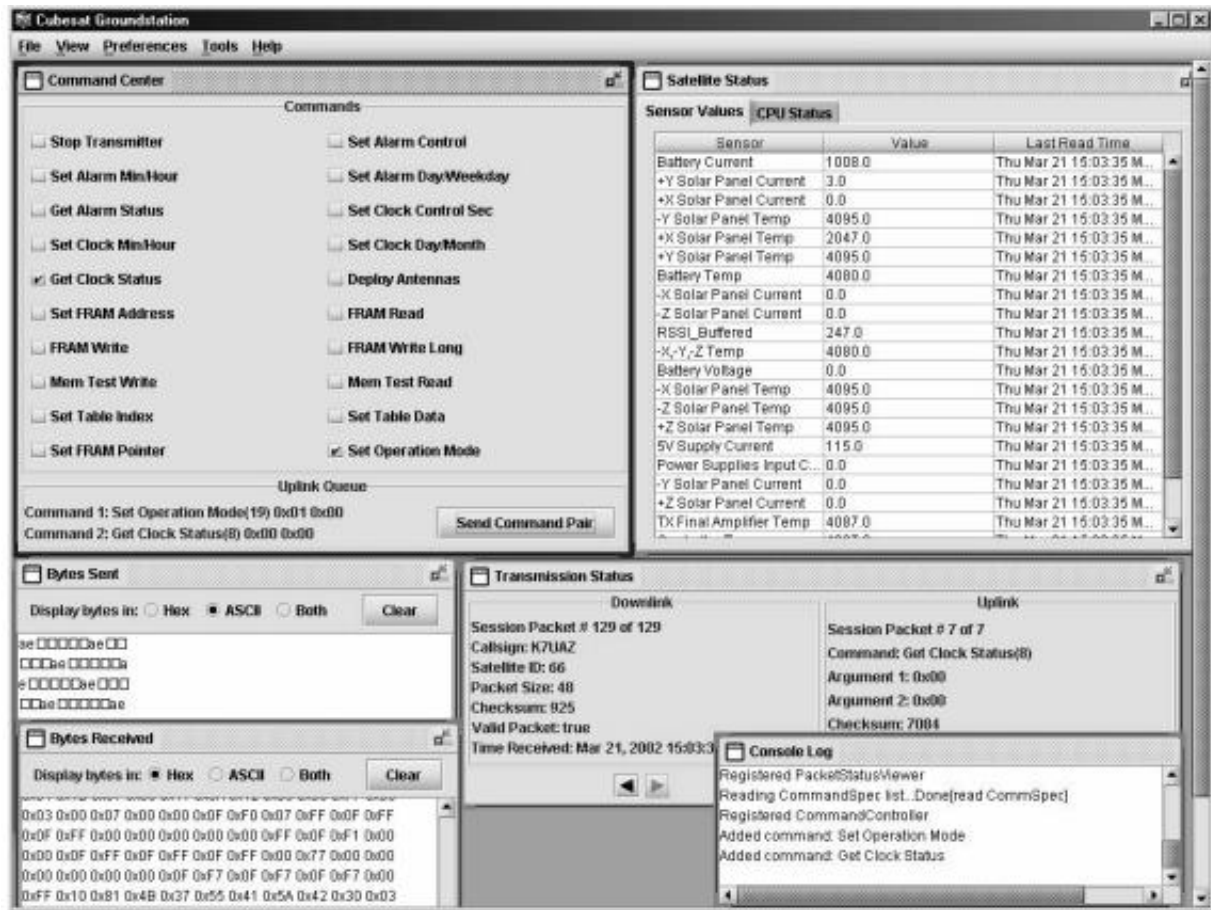 Cubesat Groundstation
File View Preferences Tools Help
Command Center
Commands
Stop Transmitter Set Alarm Control
Set Alarm Min/Hour Set Alarm Day/Weekday
Get Alarm Status Set Clock Control Sec
Set Clock Min/Hour Set Clock Day/Month
Get Clock Status Deploy Antennas
Set FRAM Address FRAM Read
FRAM Write FRAM Write Long
Mem Test Write Mem Test Read
Set Table Index Set Table Data
Set FRAM Pointer Set Operation Mode
Uplink Queue
Command 1: Set Operation Mode(19) 0x01 0x00
Command 2: Get Clock Status(8) 0x00 0x00
Send Command Pair
Satellite Status
Sensor Values CPU Status
Sensor Value Last Read Time
Battery Current 1008.0 Thu Mar 21 15:03:35 M...
+Y Solar Panel Current 3.0 Thu Mar 21 15:03:35 M...
+X Solar Panel Current 0.0 Thu Mar 21 15:03:35 M...
-Y Solar Panel Temp 4095.0 Thu Mar 21 15:03:35 M...
+X Solar Panel Temp 2047.0 Thu Mar 21 15:03:35 M...
+Y Solar Panel Temp 4095.0 Thu Mar 21 15:03:35 M...
Battery Temp 4080.0 Thu Mar 21 15:03:35 M...
-X Solar Panel Current 0.0 Thu Mar 21 15:03:35 M...
-Z Solar Panel Current 0.0 Thu Mar 21 15:03:35 M...
RSSI_Buffered 247.0 Thu Mar 21 15:03:35 M...
-X,-Y,-Z Temp 4080.0 Thu Mar 21 15:03:35 M...
Battery Voltage 0.0 Thu Mar 21 15:03:35 M...
-X Solar Panel Temp 4095.0 Thu Mar 21 15:03:35 M...
-Z Solar Panel Temp 4095.0 Thu Mar 21 15:03:35 M...
+Z Solar Panel Temp 4095.0 Thu Mar 21 15:03:35 M...
5V Supply Current 115.0 Thu Mar 21 15:03:35 M...
Power Supplies Input C... 0.0 Thu Mar 21 15:03:35 M...
-Y Solar Panel Current 0.0 Thu Mar 21 15:03:35 M...
+Z Solar Panel Current 0.0 Thu Mar 21 15:03:35 M...
TX Final Amplifier Temp 4087.0 Thu Mar 21 15:03:35 M...
Bytes Sent
Display bytes in: Hex ASCII Both Clear
ae□□□□□ae□□
□□□ae□□□□□a
e□□□□□ae□□□
□□ae□□□□□ae
Bytes Received
Display bytes in: Hex ASCII Both Clear
0x03 0x00 0x07 0x00 0x00 0x0F 0xF0 0x07 0xFF 0x0F 0xFF
0x0F 0xFF 0x00 0x00 0x00 0x00 0x00 0xFF 0x0F 0xF1 0x00
0x00 0x0F 0xFF 0x0F 0xFF 0x0F 0xFF 0x00 0x77 0x00 0x00
0x00 0x00 0x00 0x00 0x0F 0xF7 0x0F 0xF7 0x0F 0xF7 0x00
0xFF 0x10 0x81 0x4B 0x37 0x55 0x41 0x5A 0x42 0x30 0x03
Transmission Status
Downlink
Session Packet # 129 of 129
Callsign: K7UAZ
Satellite ID: 66
Packet Size: 48
Checksum: 925
Valid Packet: true
Time Received: Mar 21, 2002 15:03:3
Uplink
Session Packet # 7 of 7
Command: Get Clock Status(8)
Argument 1: 0x00
Argument 2: 0x00
Checksum: 7084
Console Log
Registered PacketStatusViewer
Reading CommandSpec list...Done[read CommSpec]
Registered CommandController
Added command: Set Operation Mode
Added command: Get Clock Status